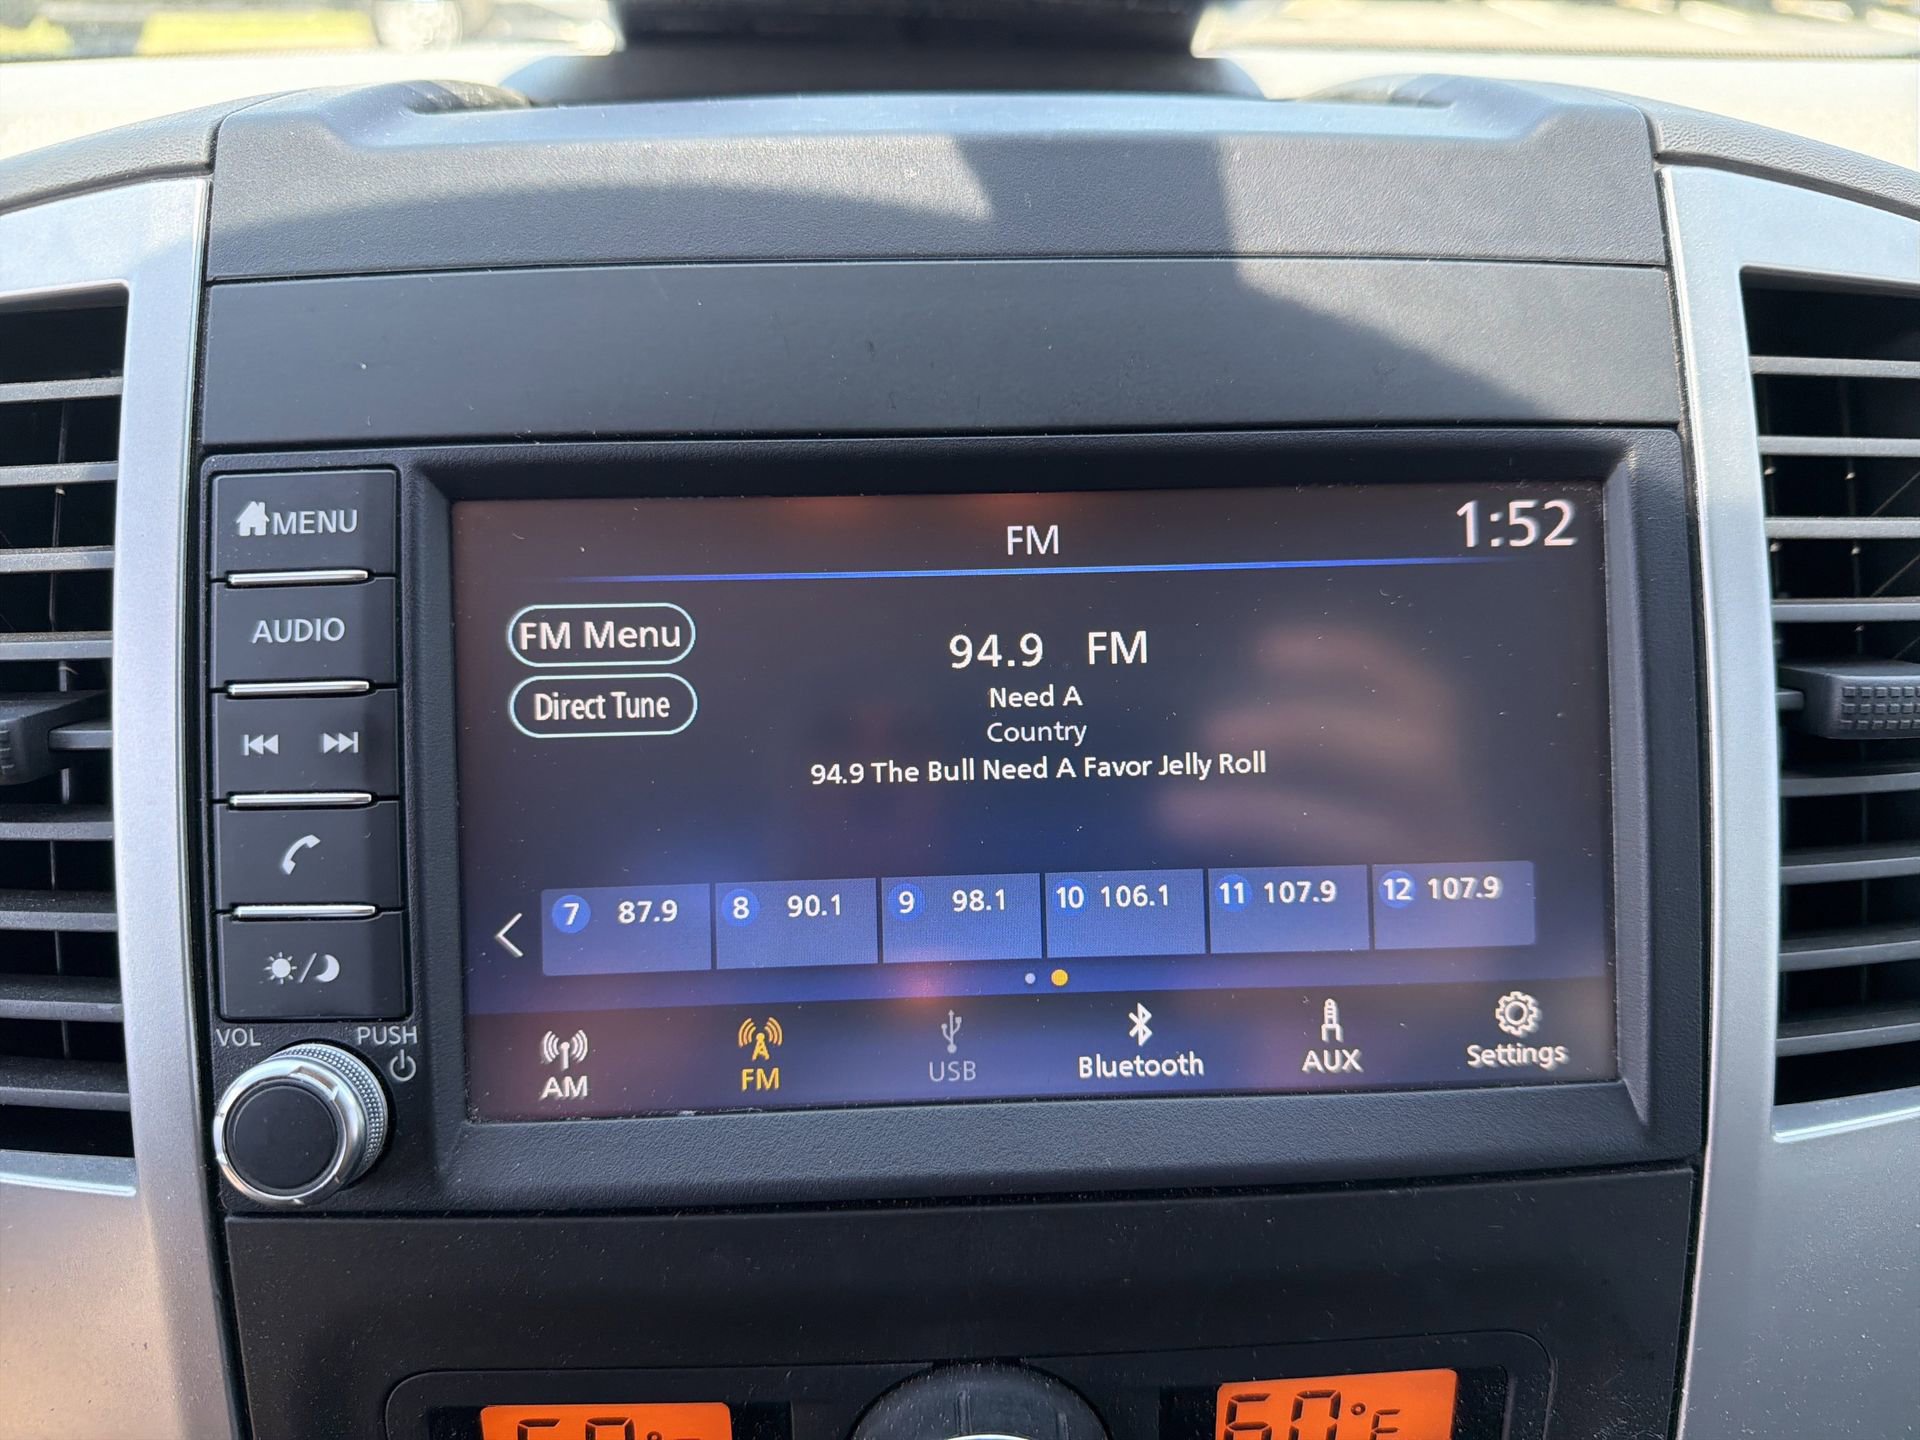 MENU
AUDIO
VOL PUSH
FM 1:52
FM Menu
Direct Tune
94.9 FM
Need A
Country
94.9 The Bull Need A Favor Jelly Roll
7 87.9 8 90.1 9 98.1 10 106.1 11 107.9 12 107.9
AM FM USB Bluetooth AUX Settings
60°F